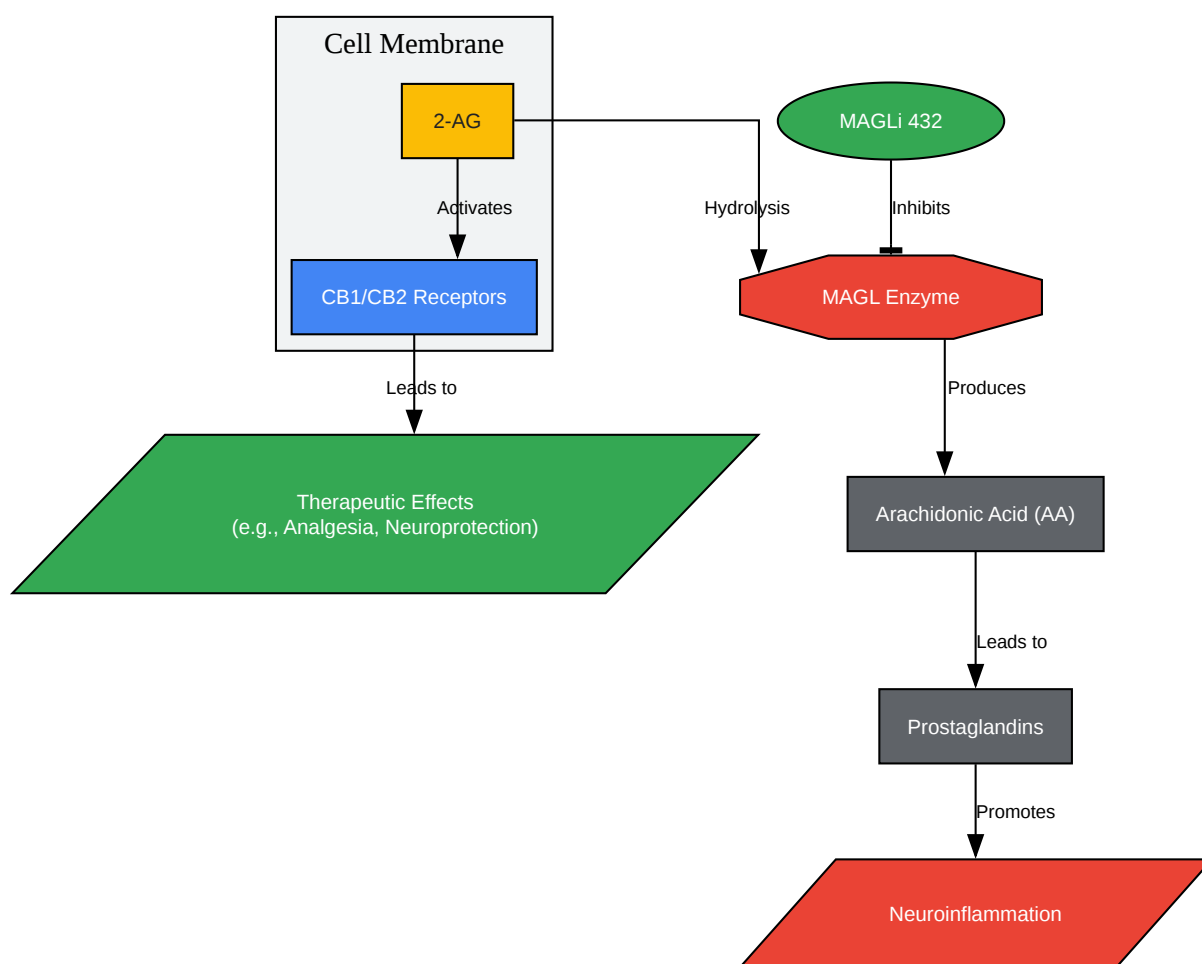 Cell Membrane
2-AG
MAGLi 432
Activates
Hydrolysis
Inhibits
CB1/CB2 Receptors
MAGL Enzyme
Leads to
Produces
Therapeutic Effects
(e.g., Analgesia, Neuroprotection)
Arachidonic Acid (AA)
Leads to
Prostaglandins
Promotes
Neuroinflammation